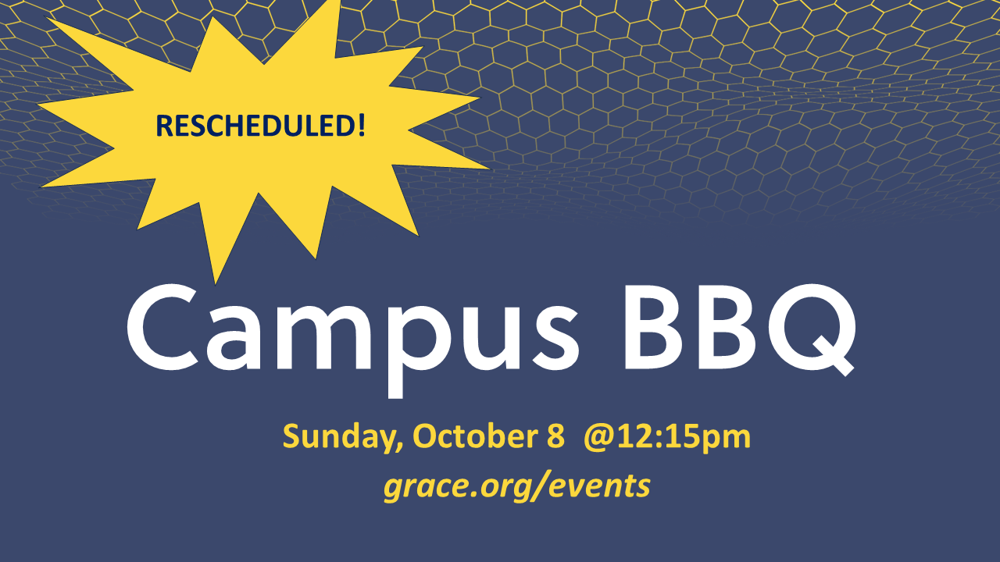 RESCHEDULED!
Campus BBQ
Sunday, October 8  @12:15pm
grace.org/events